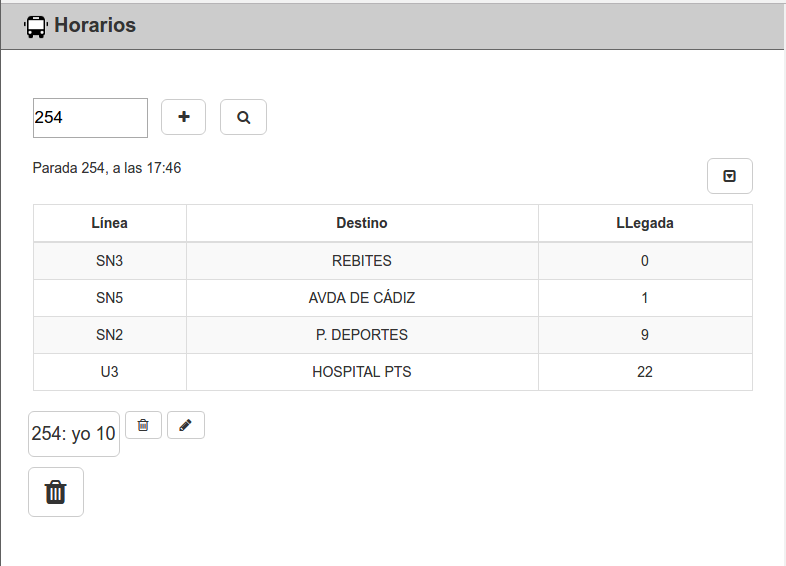 Horarios
254
Parada 254, a las 17:46
Línea Destino LLegada
SN3 REBITES 0
SN5 AVDA DE CÁDIZ 1
SN2 P. DEPORTES 9
U3 HOSPITAL PTS 22
254: yo 10